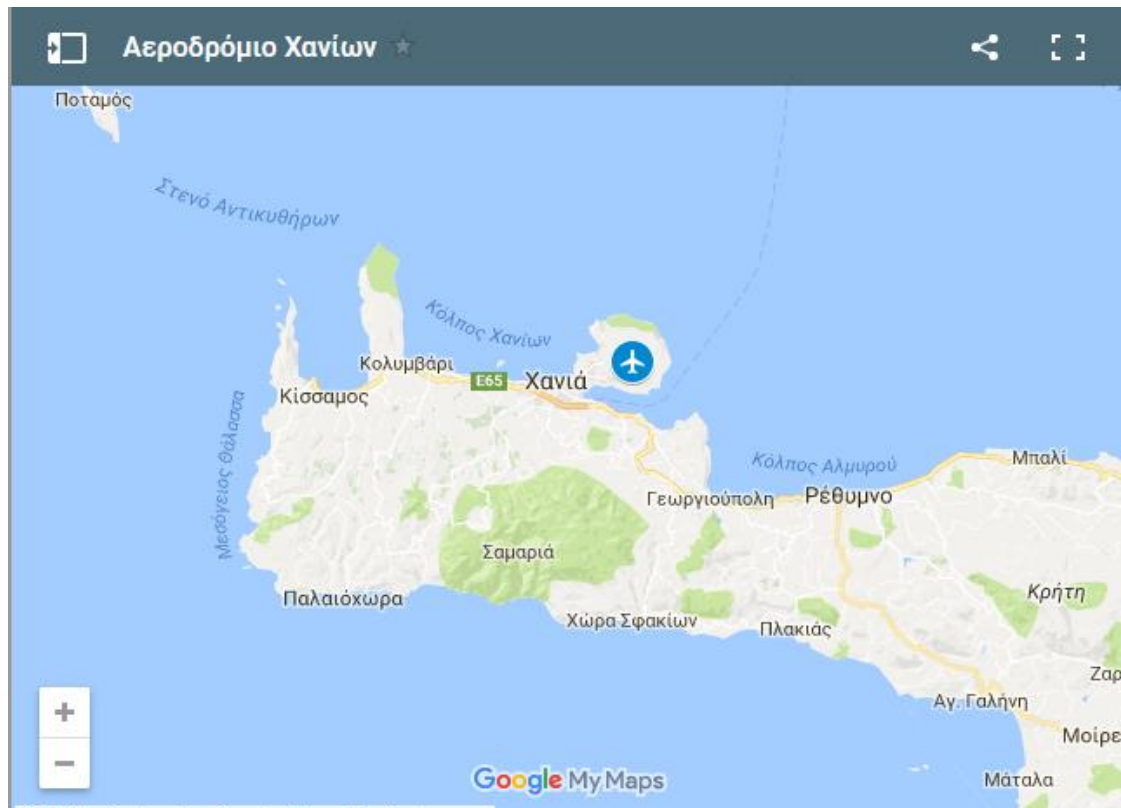 Αεροδρόμιο Χανίων
Ποταμός
Στενό Αντικυθήρων
Κόλπος Χανίων
Κολυμβάρι
E65
Χανιά
Κίσσαμος
Μεσόγειος Θάλασσα
Κόλπος Αλμυρού
Μπαλί
Γεωργιούπολη
Ρέθυμνο
Σαμαριά
Παλαιόχωρα
Κρήτη
Χώρα Σφακίων
Πλακιάς
Ζαρ
Αγ. Γαλήνη
Μοίρε
Google My Maps
Μάταλα
+
−